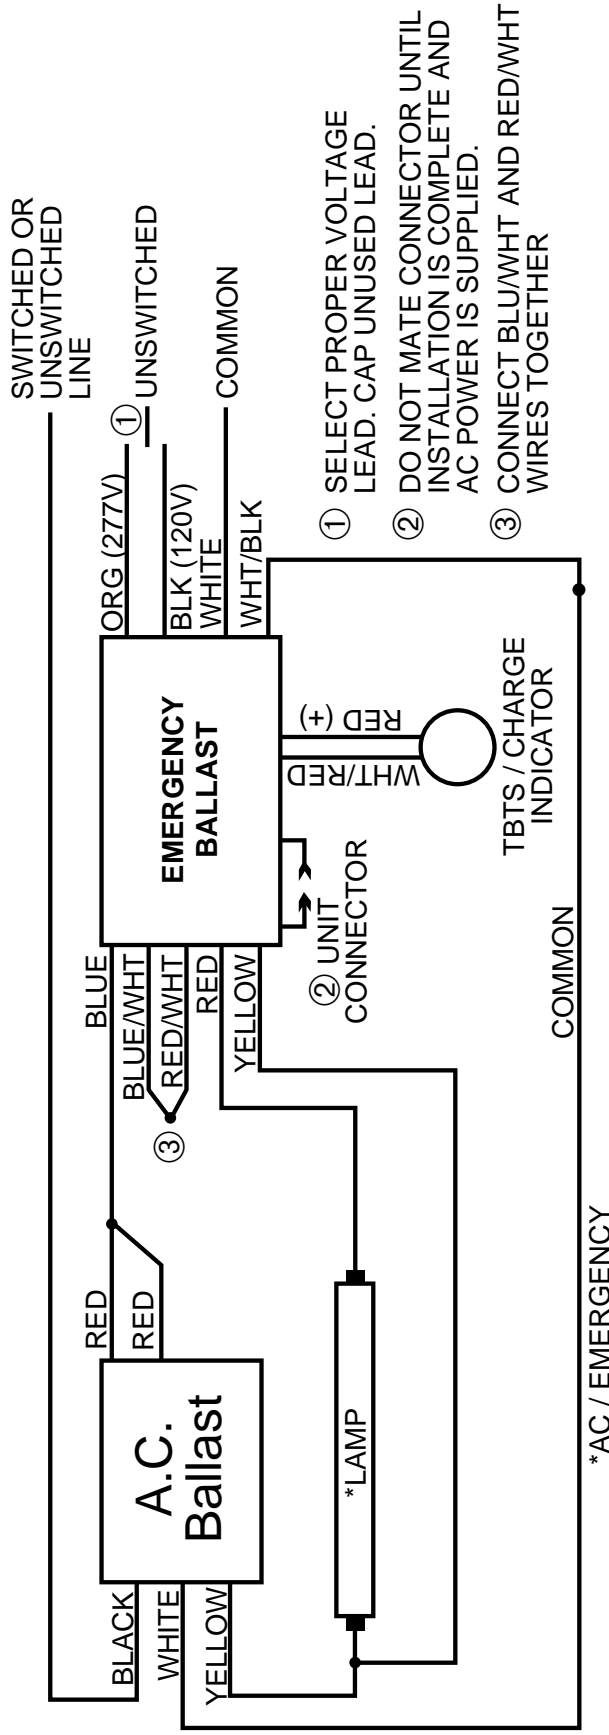 SWITCHED OR
UNSWITCHED
LINE
① UNSWITCHED
COMMON
ORG (277V)
BLK (120V)
WHITE
WHT/BLK
EMERGENCY
BALLAST
BLUE
BLUE/WHT
RED/WHT
RED
YELLOW
③
② UNIT
CONNECTOR
WHT/RED
RED (+)
TBTS / CHARGE
INDICATOR
RED
RED
A.C.
Ballast
BLACK
WHITE
YELLOW
*LAMP
COMMON
*AC / EMERGENCY
① SELECT PROPER VOLTAGE
LEAD. CAP UNUSED LEAD.
② DO NOT MATE CONNECTOR UNTIL
INSTALLATION IS COMPLETE AND
AC POWER IS SUPPLIED.
③ CONNECT BLU/WHT AND RED/WHT
WIRES TOGETHER